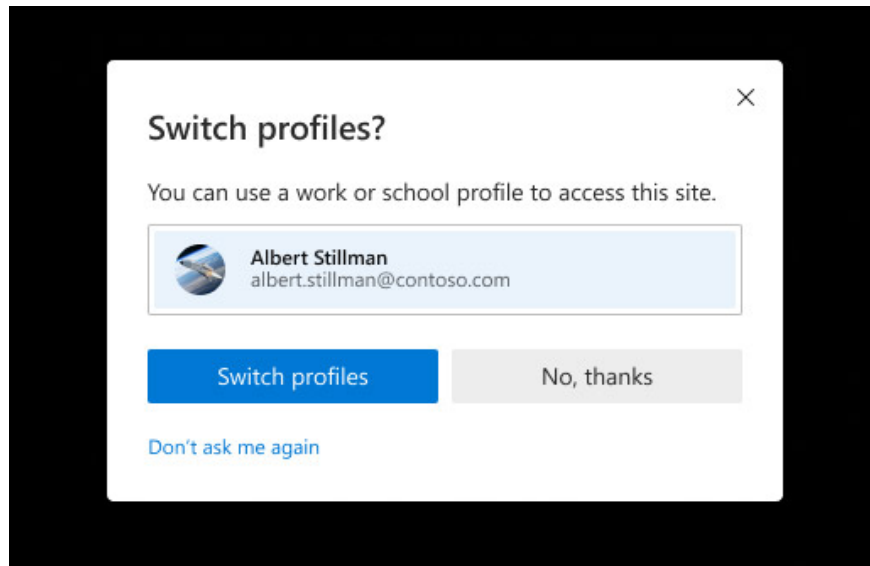 Switch profiles?
You can use a work or school profile to access this site.
Albert Stillman
albert.stillman@contoso.com
Switch profiles
No, thanks
Don't ask me again